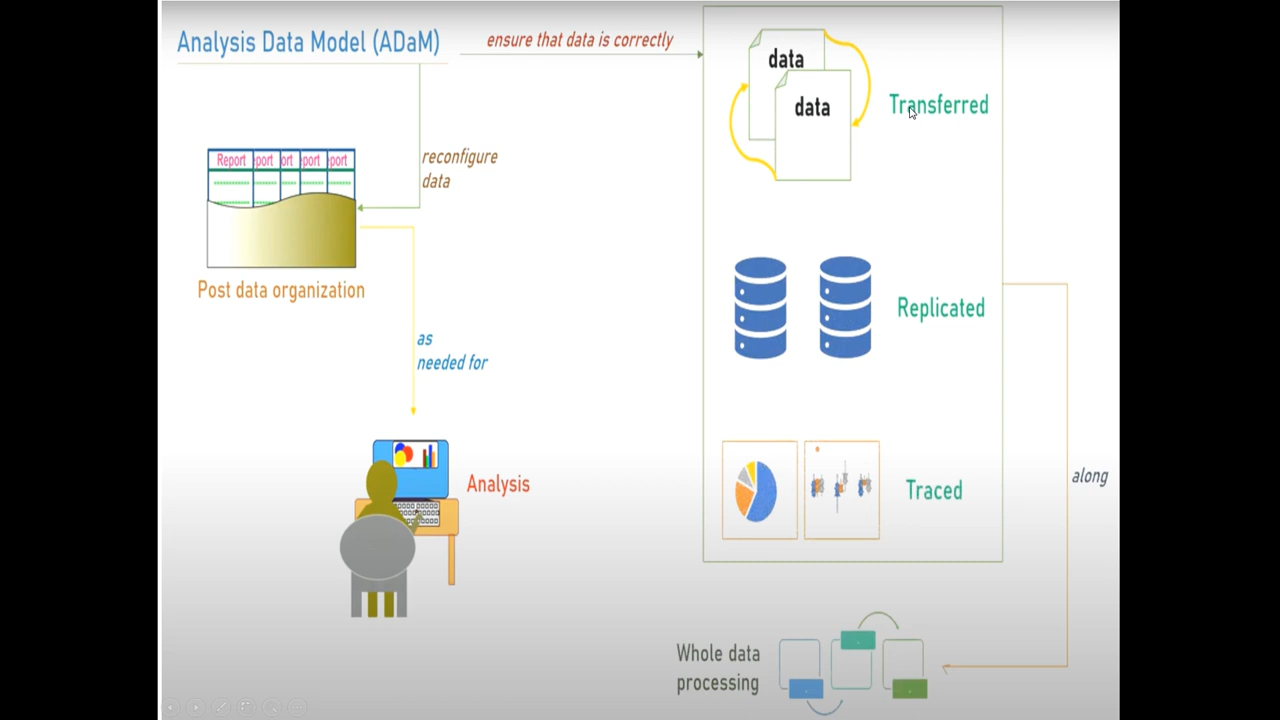 Analysis Data Model (ADaM)
ensure that data is correctly
data
data
Transferred
Report port ort port port
reconfigure
data
Post data organization
Replicated
as
needed for
Analysis
Traced
along
Whole data
processing